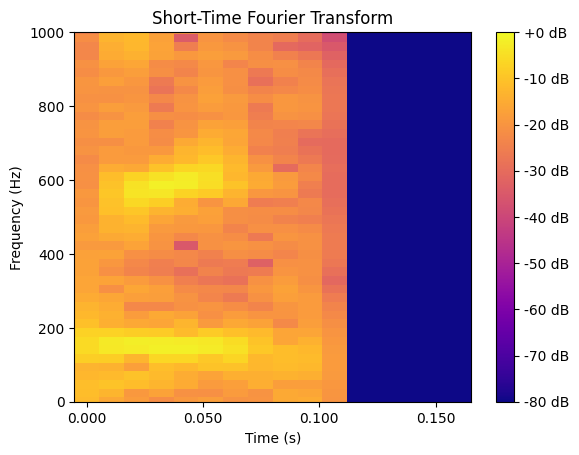 Short-Time Fourier Transform
1000
800
600
400
200
0
Frequency (Hz)
0.000
0.050
0.100
0.150
Time (s)
+0 dB
-10 dB
-20 dB
-30 dB
-40 dB
-50 dB
-60 dB
-70 dB
-80 dB